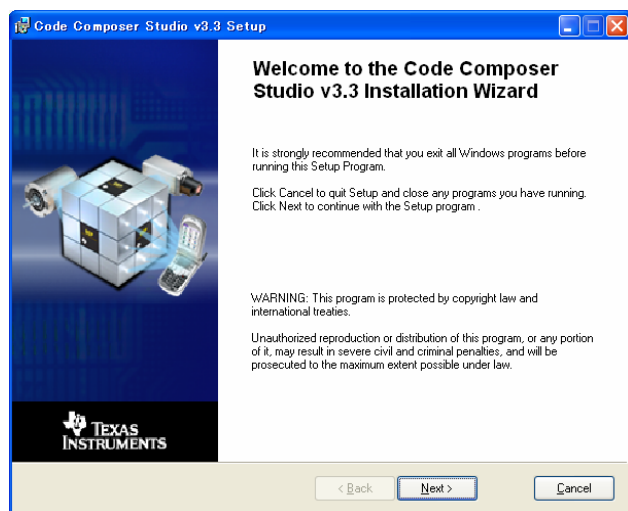 Code Composer Studio v3.3 Setup
Welcome to the Code Composer
Studio v3.3 Installation Wizard
It is strongly recommended that you exit all Windows programs before
running this Setup Program.
Click Cancel to quit Setup and close any programs you have running.
Click Next to continue with the Setup program .
WARNING: This program is protected by copyright law and
international treaties.
Unauthorized reproduction or distribution of this program, or any portion
of it, may result in severe civil and criminal penalties, and will be
prosecuted to the maximum extent possible under law.
TEXAS
INSTRUMENTS
< Back
Next >
Cancel